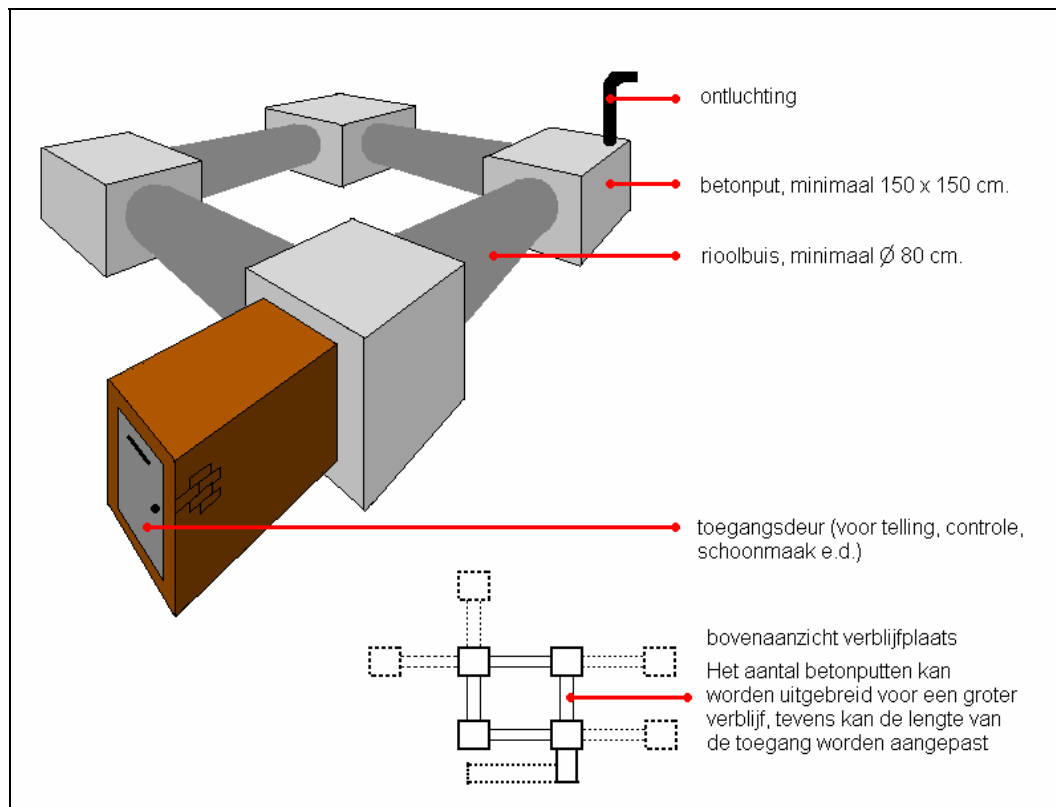 ontluchting
betonput, minimaal 150 x 150 cm.
rioolbuis, minimaal Ø 80 cm.
toegangsdeur (voor telling, controle,
schoonmaak e.d.)
bovenaanzicht verblijfplaats
Het aantal betonputten kan
worden uitgebreid voor een groter
verblijf, tevens kan de lengte van
de toegang worden aangepast